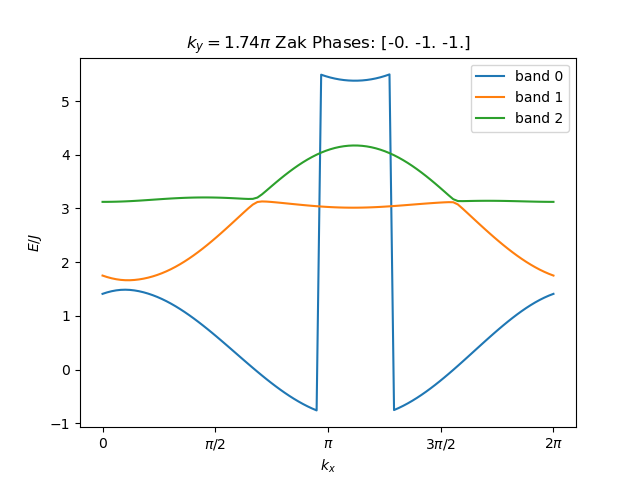 k_y = 1.74π Zak Phases: [-0. -1. -1.]
band 0
band 1
band 2
E/J
5
4
3
2
1
0
−1
0
π/2
π
3π/2
2π
k_x